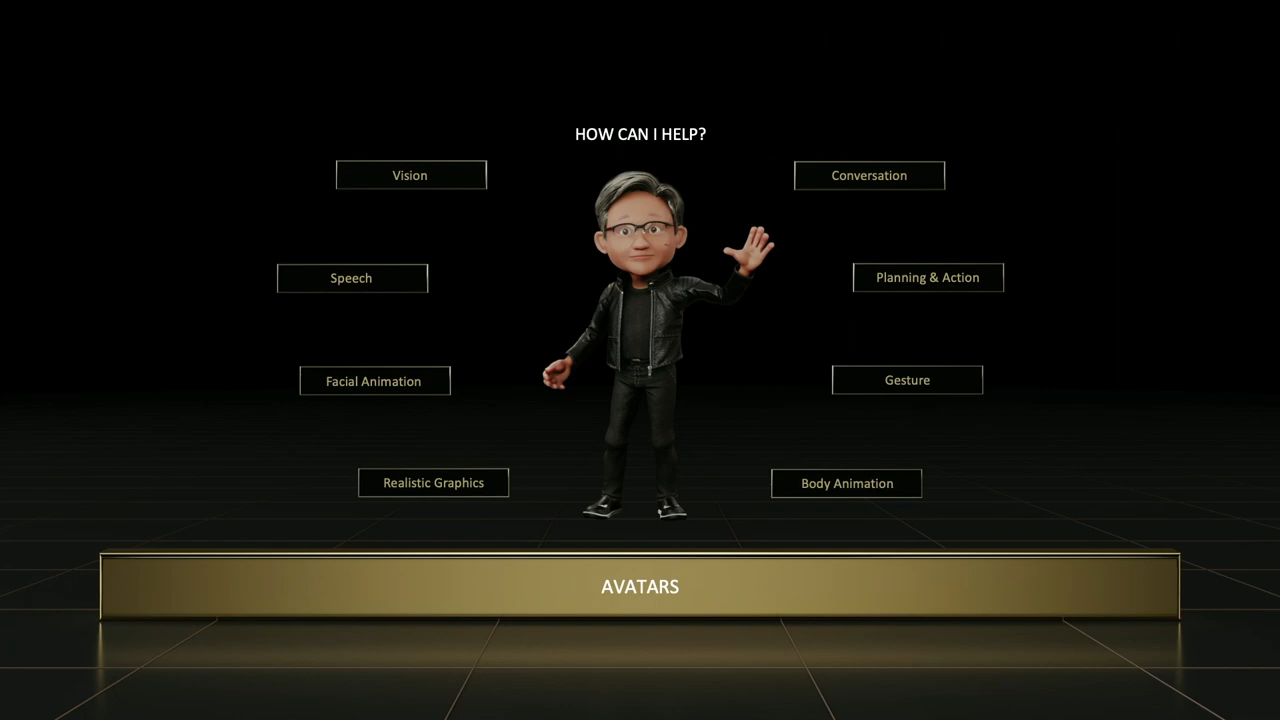 HOW CAN I HELP?
Vision
Conversation
Speech
Planning & Action
Facial Animation
Gesture
Realistic Graphics
Body Animation
AVATARS